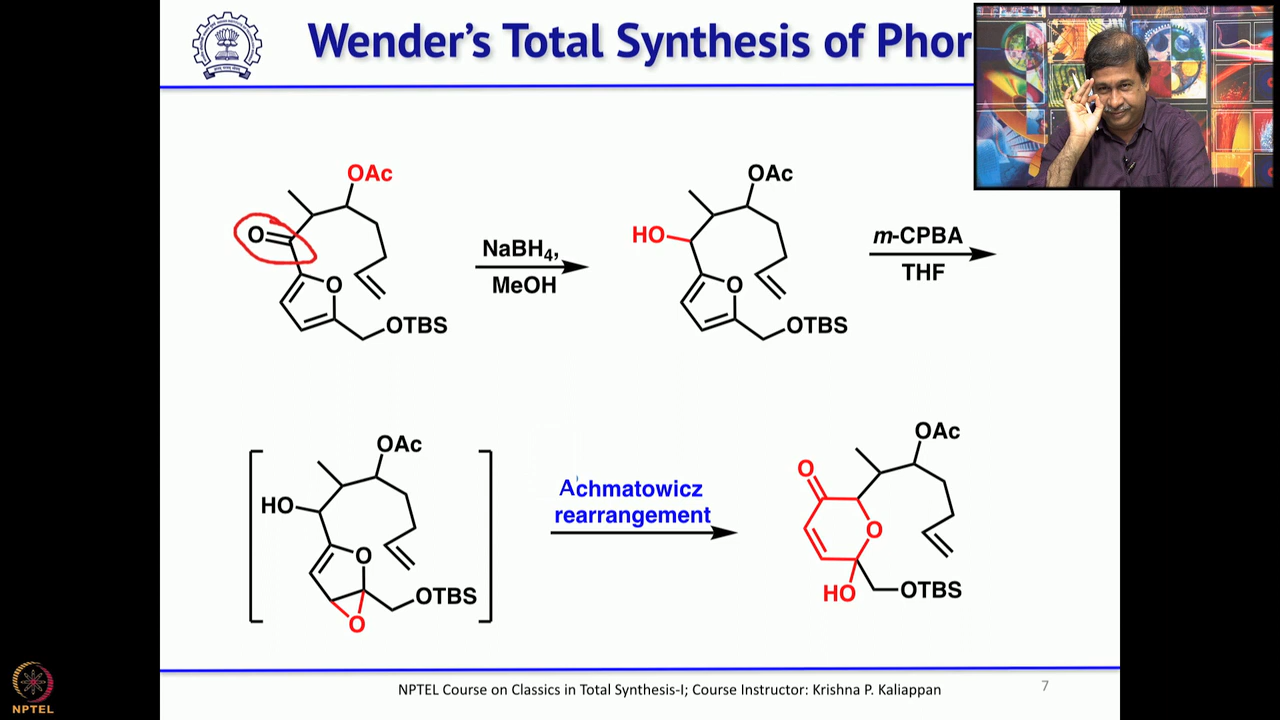 Wender's Total Synthesis of Phor
OAc
O
O
OTBS
NaBH4,
MeOH
OAc
HO
O
OTBS
m-CPBA
THF
OAc
HO
O
OTBS
O
Achmatowicz
rearrangement
OAc
O
O
HO
OTBS
NPTEL Course on Classics in Total Synthesis-I; Course Instructor: Krishna P. Kaliappan
7
NPTEL